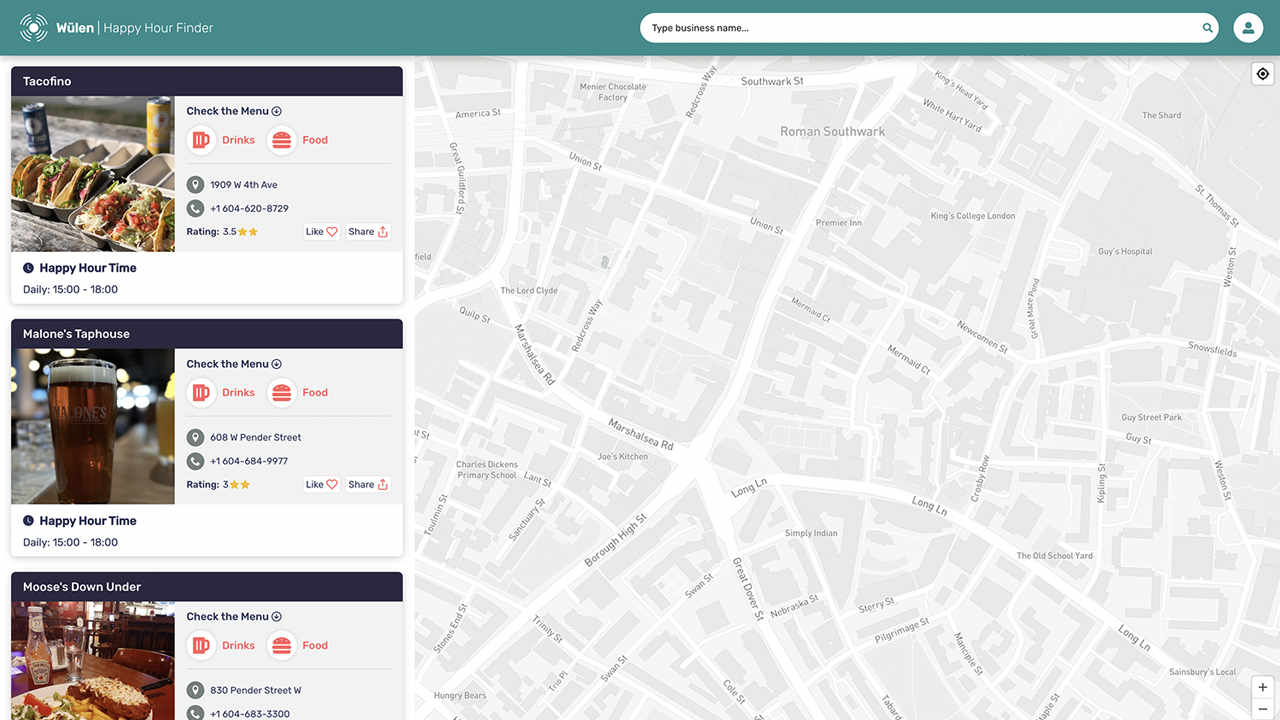 Wülen | Happy Hour Finder
Type business name...
Tacofino
Check the Menu
Drinks
Food
1909 W 4th Ave
+1 604-620-8729
Rating: 3.5
Like
Share
Happy Hour Time
Daily: 15:00 - 18:00
Malone's Taphouse
MALONE'S
Check the Menu
Drinks
Food
608 W Pender Street
+1 604-684-9977
Rating: 3
Like
Share
Happy Hour Time
Daily: 15:00 - 18:00
Moose's Down Under
Check the Menu
Drinks
Food
830 Pender Street W
+1 604-683-3300
Southwark St
Menier Chocolate
Factory
Redcross Way
King's Head Yard
White Hart Yard
America St
The Shard
Roman Southwark
Great Guildford St
Union St
St. Thomas St
Union St
Premier Inn
King's College London
Guy's Hospital
Weston St
field
The Lord Clyde
Great Maze Pond
Quilp St
Redcross Way
Mermaid Ct
Newcomen St
Marshalsea Rd
Mermaid Ct
Snowsfields
Guy Street Park
Marshalsea Rd
Guy St
nt St
Joe's Kitchen
Charles Dickens
Primary School
Lant St
Crosby Row
Kipling St
Weston St
Long Ln
Long Ln
Toulmin St
Sanctuary St
Borough High St
Simply Indian
The Old School Yard
Great Dover St
Swan St
Nebraska St
Sterry St
Stones End St
Trinity St
Pilgrimage St
Long Ln
Manciple St
Swan St
Trio Pl
Sainsbury's Local
Hungry Bears
Cole St
Tabard
Staple St
+
−